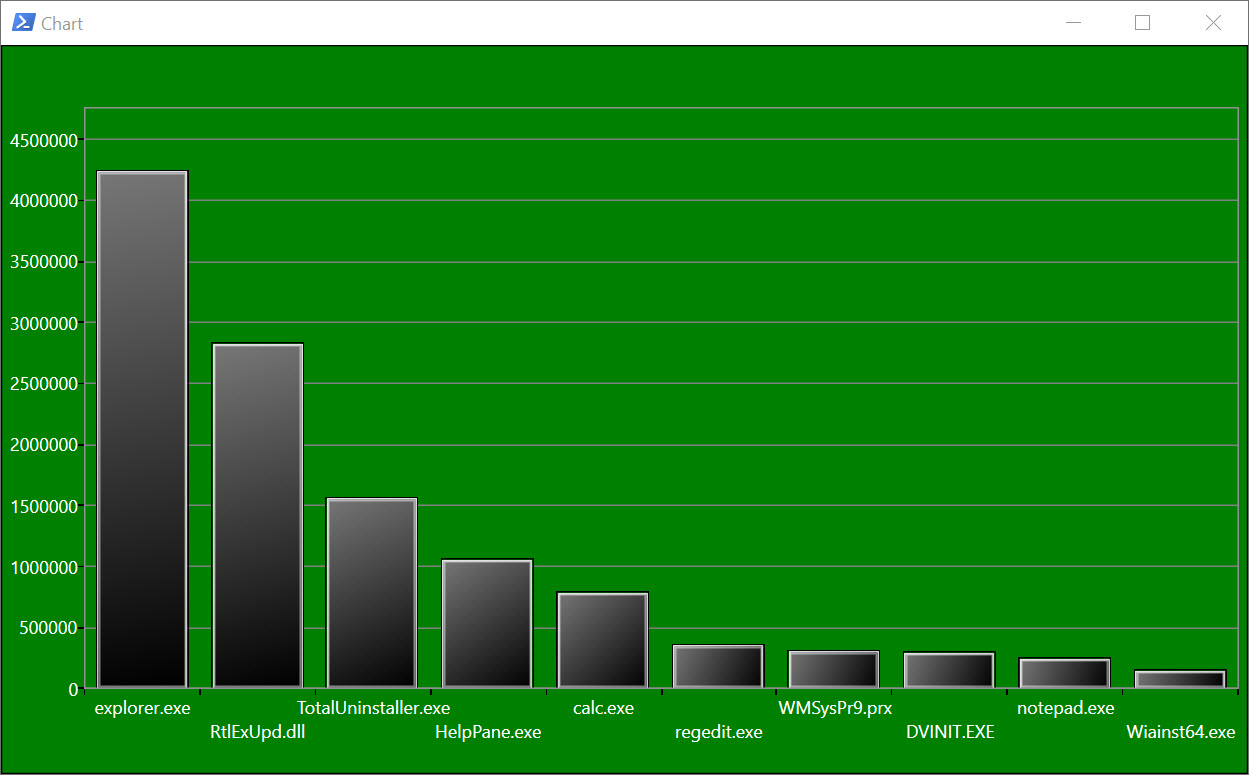 Chart
4500000
4000000
3500000
3000000
2500000
2000000
1500000
1000000
500000
0
explorer.exe
RtlExUpd.dll
TotalUninstaller.exe
HelpPane.exe
calc.exe
regedit.exe
WMSysPr9.prx
DVINIT.EXE
notepad.exe
Wiainst64.exe